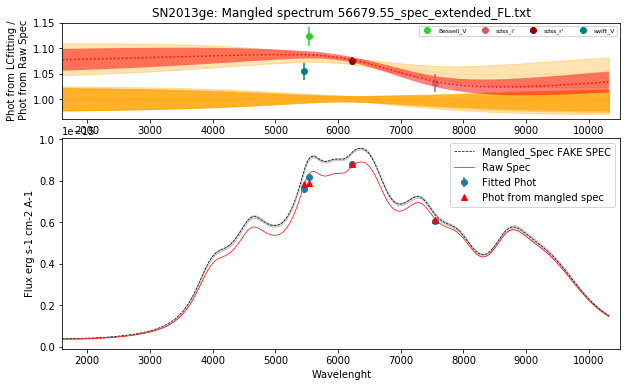 SN2013ge: Mangled spectrum 56679.55_spec_extended_FL.txt
Phot from LCfitting /
Phot from Raw Spec
1.15
1.10
1.05
1.00
Bessell_V
sdss_i'
sdss_r'
swift_V
2000 3000 4000 5000 6000 7000 8000 9000 10000
1e-15
Flux erg s-1 cm-2 A-1
1.0
0.8
0.6
0.4
0.2
0.0
Mangled_Spec FAKE SPEC
Raw Spec
Fitted Phot
Phot from mangled spec
2000 3000 4000 5000 6000 7000 8000 9000 10000
Wavelenght